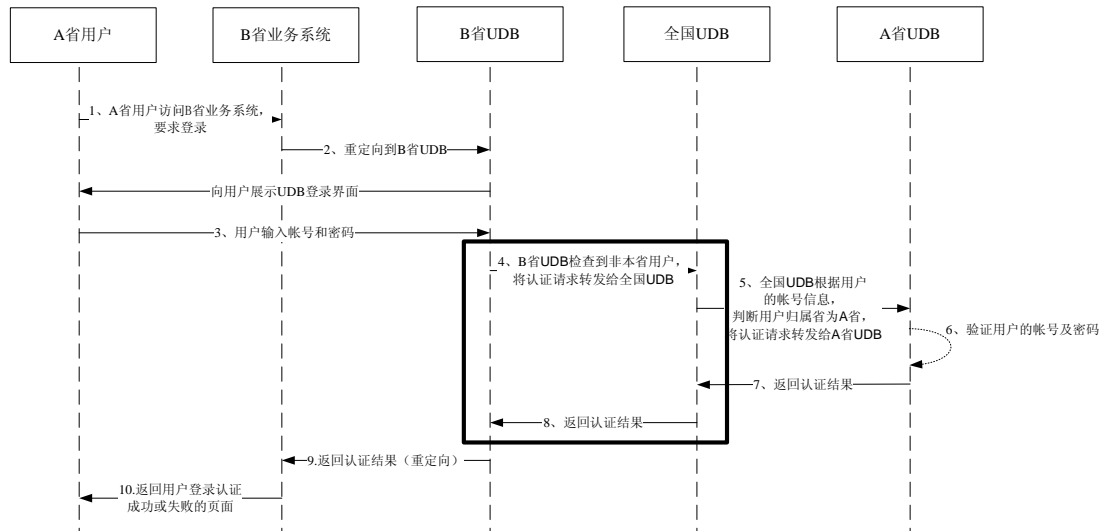 A省用户
B省业务系统
B省UDB
全国UDB
A省UDB
1、A省用户访问B省业务系统，
要求登录
2、重定向到B省UDB
向用户展示UDB登录界面
3、用户输入帐号和密码
4、B省UDB检查到非本省用户，
将认证请求转发给全国UDB
5、全国UDB根据用户
的帐号信息，
判断用户归属省为A省，
将认证请求转发给A省UDB
6、验证用户的帐号及密码
7、返回认证结果
8、返回认证结果
9.返回认证结果（重定向）
10.返回用户登录认证
成功或失败的页面